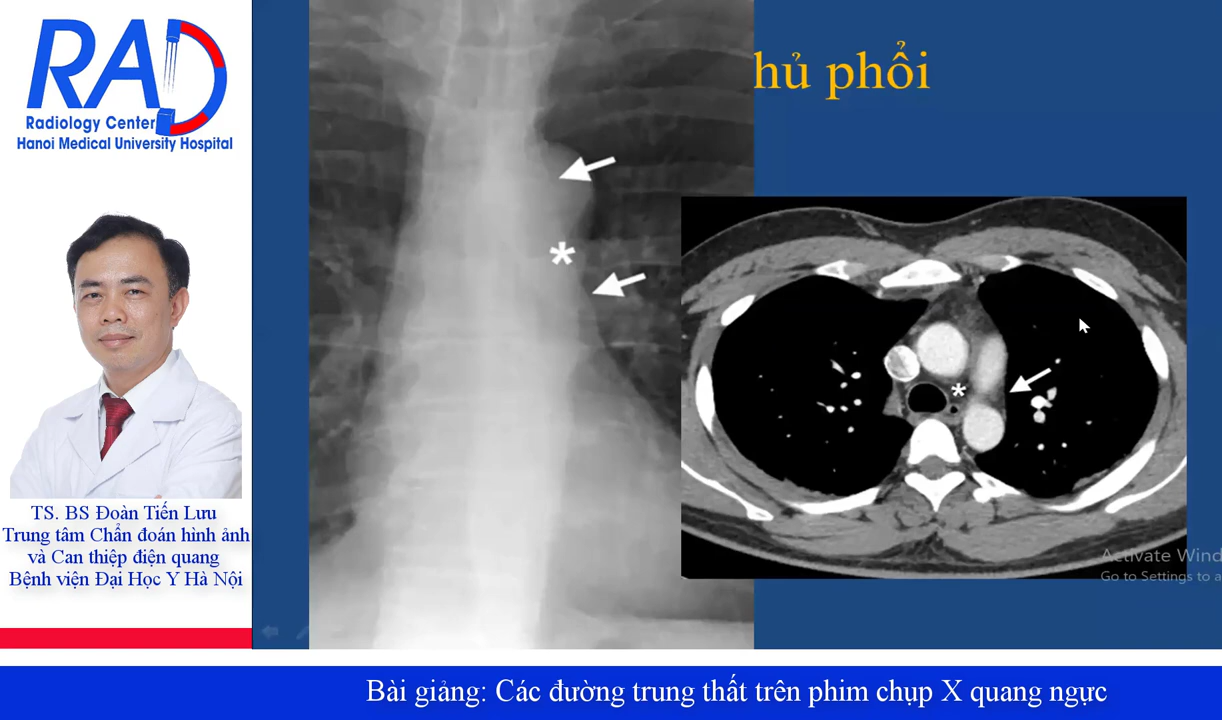 RAD
Radiology Center
Hanoi Medical University Hospital
hủ phổi
*
*
TS. BS Đoàn Tiến Lưu
Trung tâm Chẩn đoán hình ảnh
và Can thiệp điện quang
Bệnh viện Đại Học Y Hà Nội
Activate Wind
Go to Settings to a
Bài giảng: Các đường trung thất trên phim chụp X quang ngực